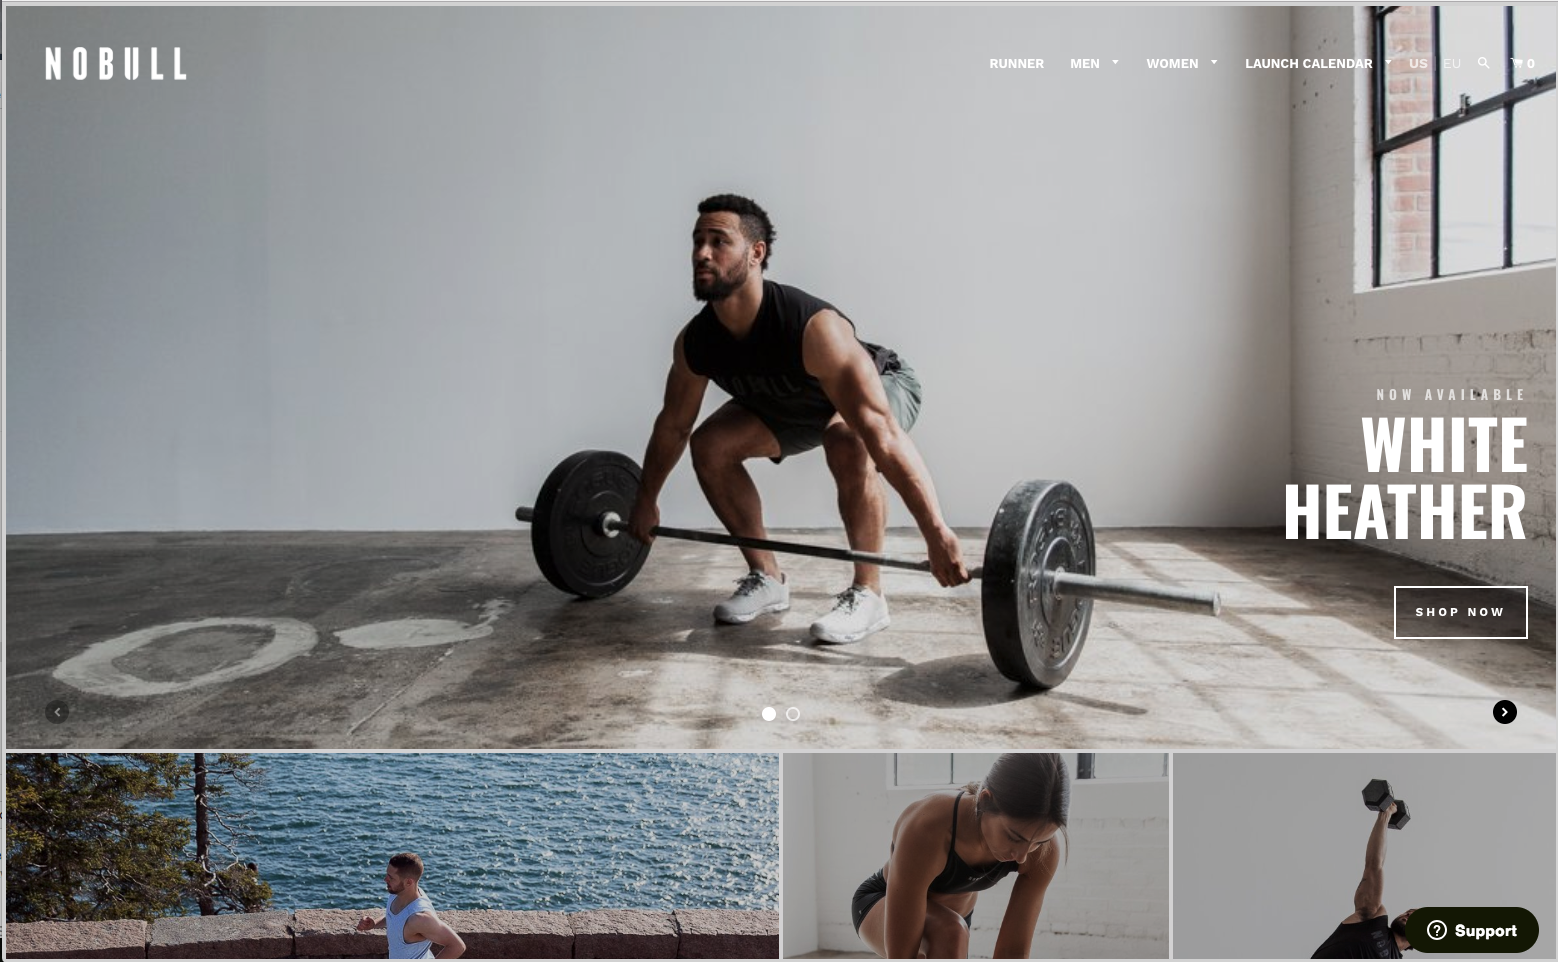 NOBULL
RUNNER MEN WOMEN LAUNCH CALENDAR US EU 0
NOW AVAILABLE
WHITE
HEATHER
SHOP NOW
Support